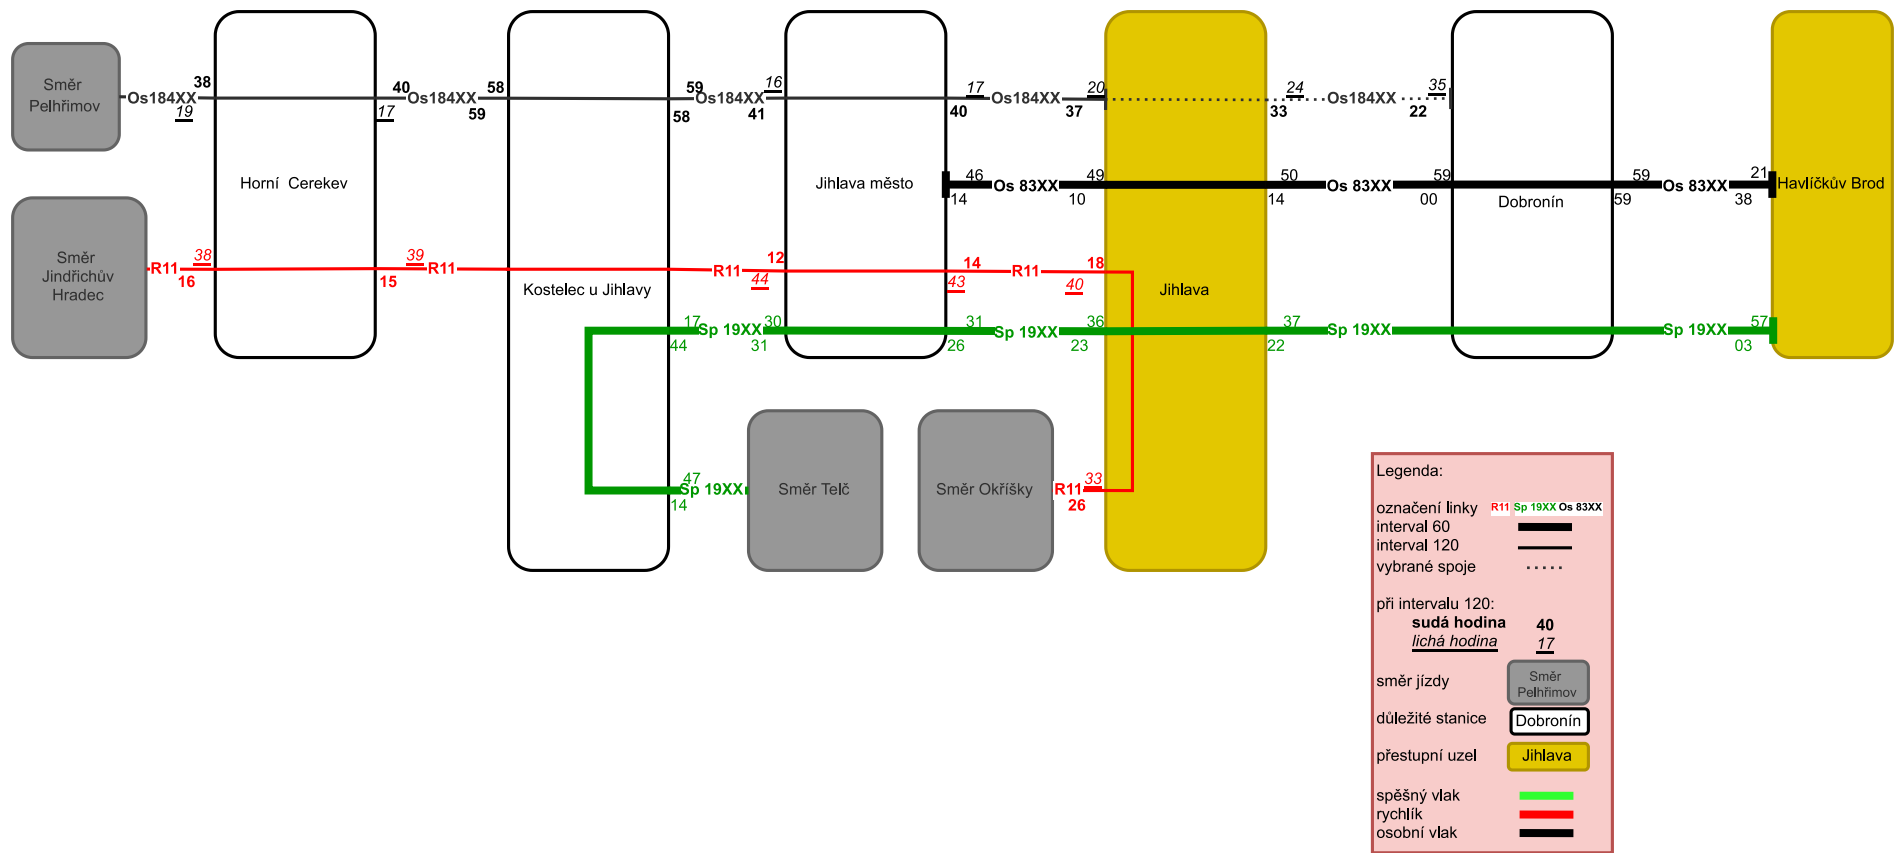 38
40
58
59
16
17
20
24
35
Směr
Pelhřimov
Os184XX
Os184XX
Os184XX
Os184XX
Os184XX
19
17
59
58
41
40
37
33
22
46
49
50
59
59
21
Horní Cerekev
Jihlava město
Os 83XX
Os 83XX
Os 83XX
Havlíčkův Brod
14
10
14
00
Dobronín
59
38
Směr
Jindřichův
Hradec
38
39
12
14
18
R11
R11
R11
R11
16
15
44
43
40
Kostelec u Jihlavy
Jihlava
17
30
31
36
37
57
Sp 19XX
Sp 19XX
Sp 19XX
Sp 19XX
44
31
26
23
22
03
47
Sp 19XX
14
Směr Telč
Směr Okříšky
33
R11
26
Legenda:
označení linky R11 Sp 19XX Os 83XX
interval 60
interval 120
vybrané spoje
při intervalu 120:
sudá hodina 40
lichá hodina 17
směr jízdy Směr
Pelhřimov
důležité stanice Dobronín
přestupní uzel Jihlava
spěšný vlak
rychlík
osobní vlak